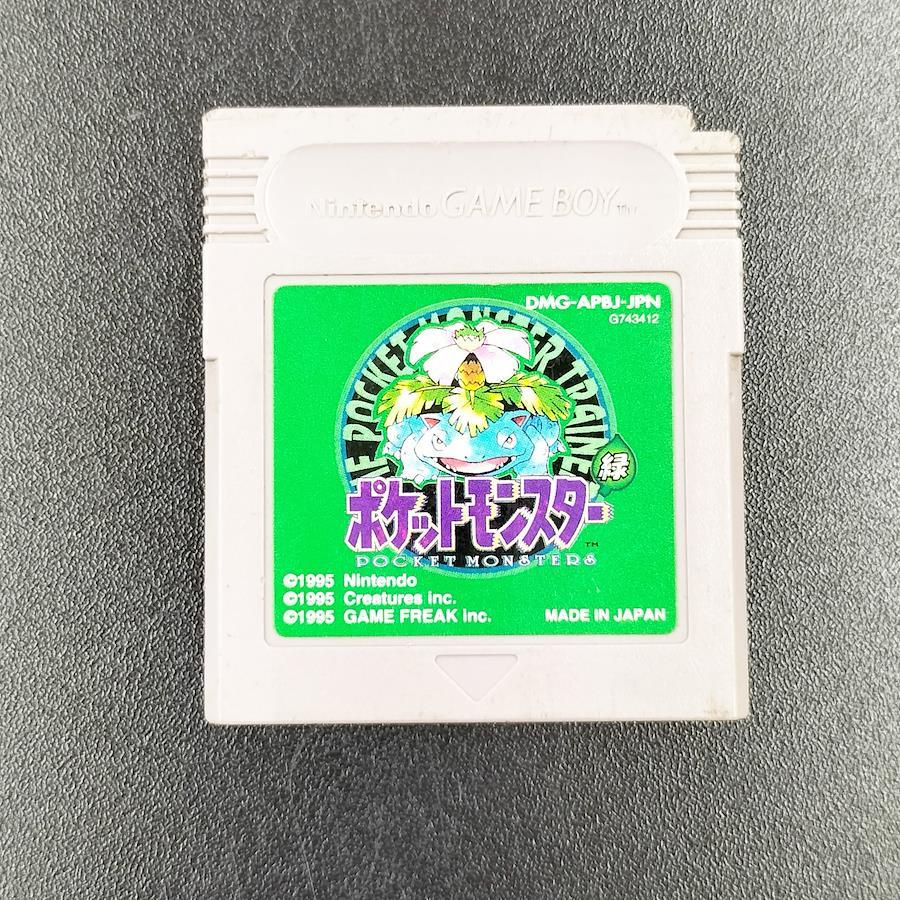 Nintendo GAME BOY™
DMG-APBJ-JPN
G743412
POCKET MONSTER TRAINER
緑
ポケットモンスター
™
POCKET MONSTERS
©1995 Nintendo
©1995 Creatures inc.
©1995 GAME FREAK inc.
MADE IN JAPAN